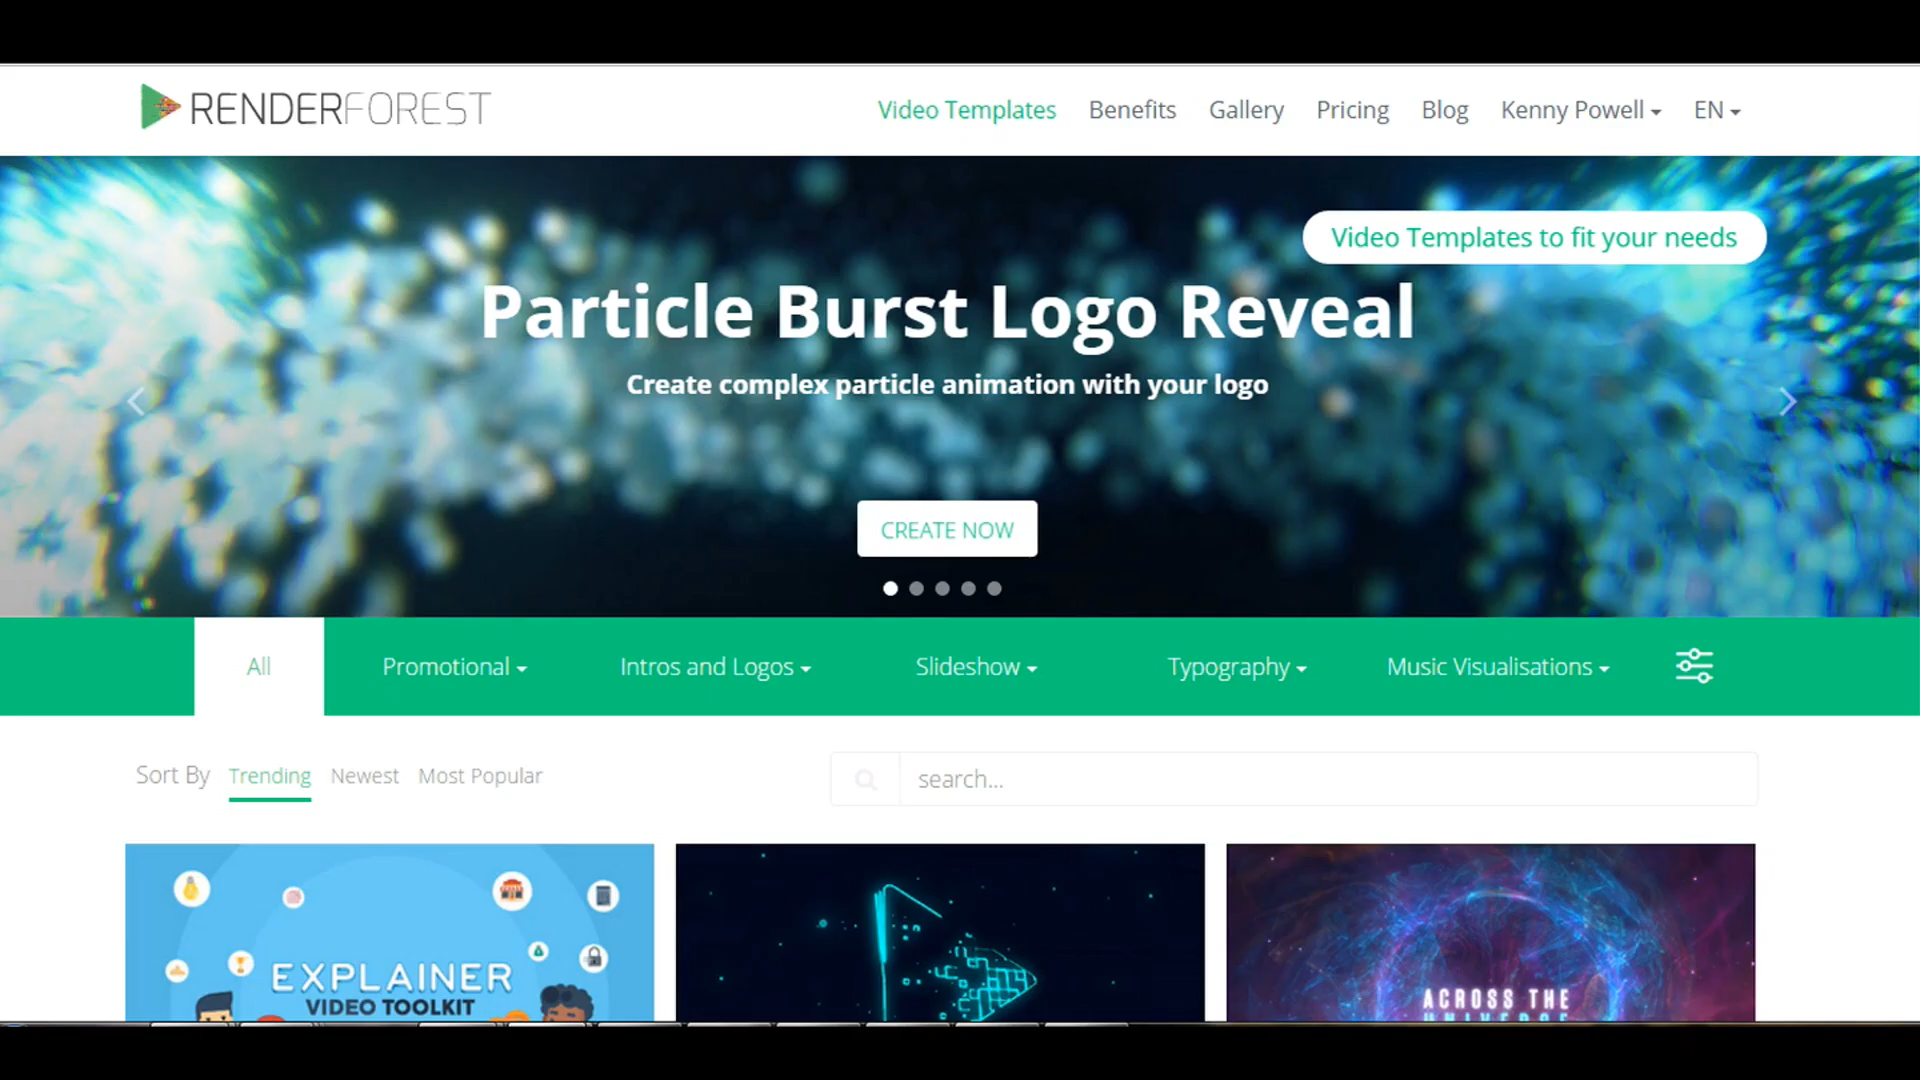 RENDERFOREST
Video Templates Benefits Gallery Pricing Blog Kenny Powell EN
Video Templates to fit your needs
Particle Burst Logo Reveal
Create complex particle animation with your logo
CREATE NOW
All Promotional Intros and Logos Slideshow Typography Music Visualisations
Sort By Trending Newest Most Popular
search...
EXPLAINER
VIDEO TOOLKIT
ACROSS THE
UNIVERSE